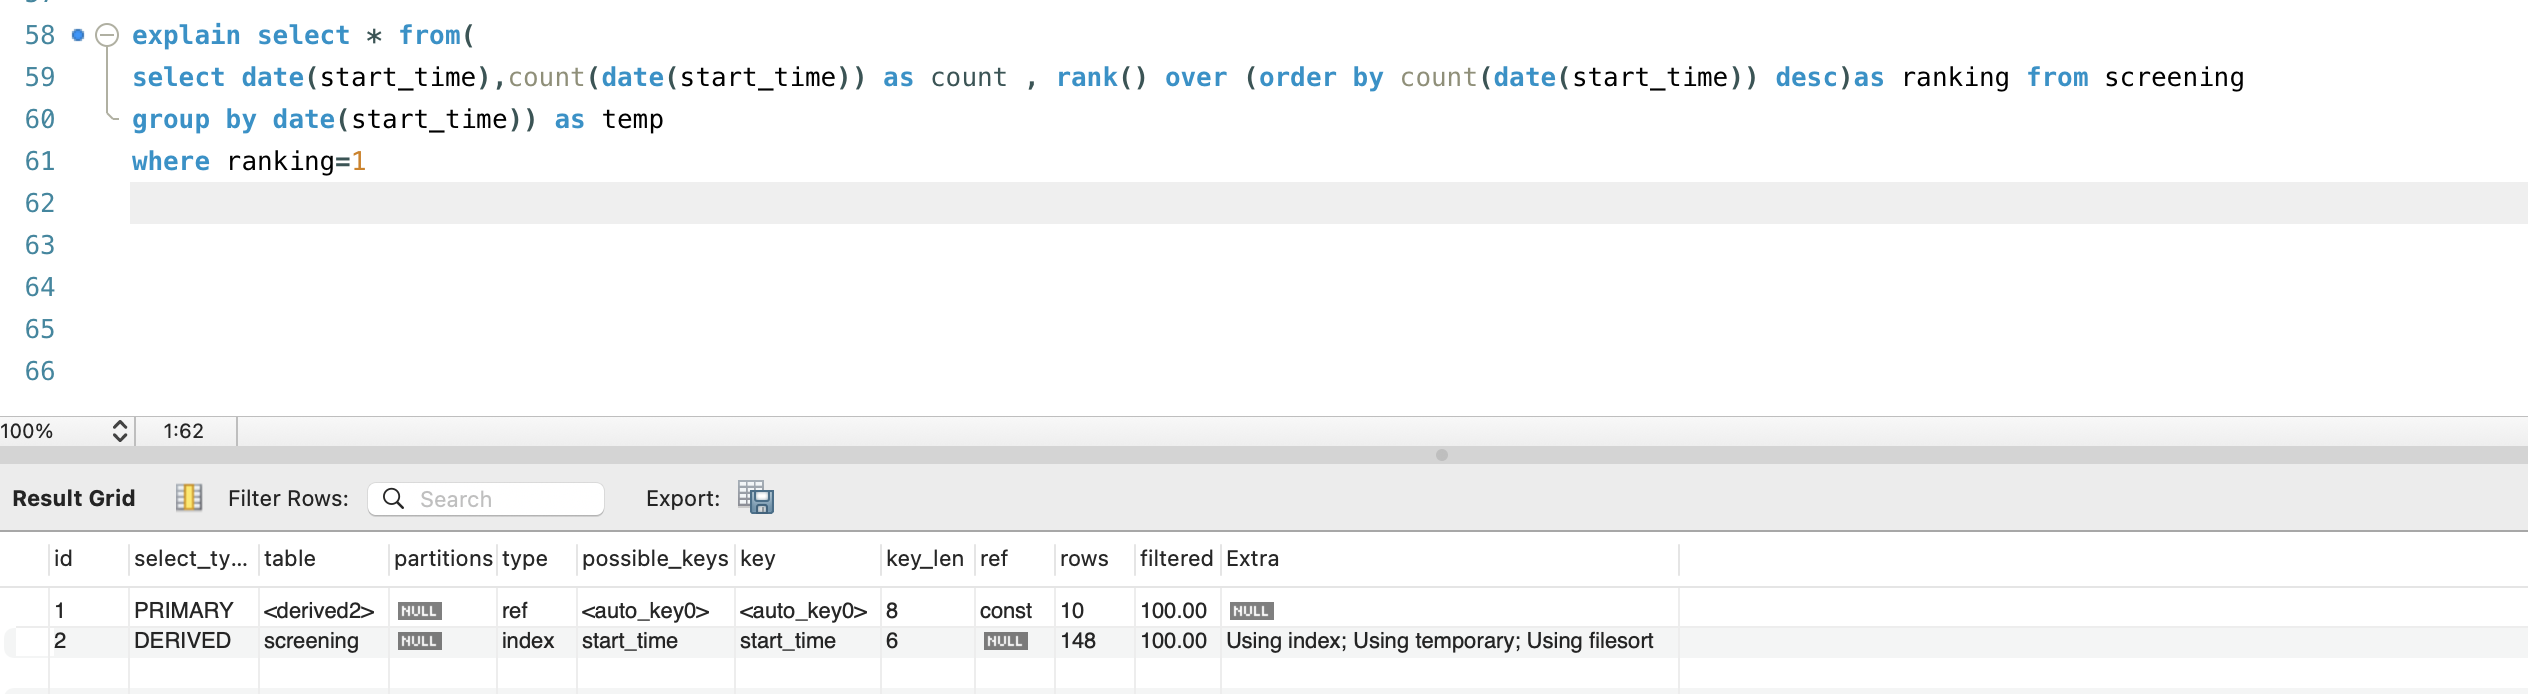 58 explain select * from(
59 select date(start_time),count(date(start_time)) as count , rank() over (order by count(date(start_time)) desc)as ranking from screening
60 group by date(start_time)) as temp
61 where ranking=1
62
63
64
65
66
100% 1:62
Result Grid Filter Rows: Search Export:
id select_ty... table partitions type possible_keys key key_len ref rows filtered Extra
1 PRIMARY <derived2> NULL ref <auto_key0> <auto_key0> 8 const 10 100.00 NULL
2 DERIVED screening NULL index start_time start_time 6 NULL 148 100.00 Using index; Using temporary; Using filesort